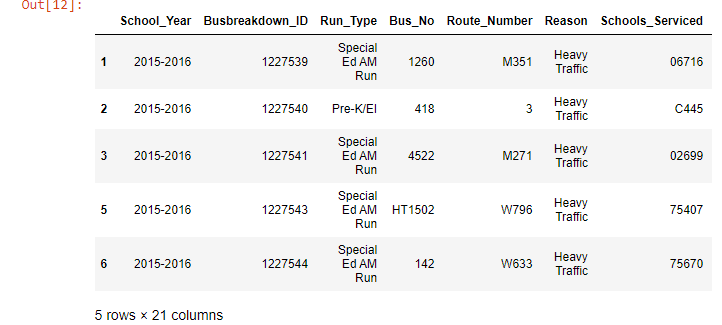 Out[12]:
School_Year Busbreakdown_ID Run_Type Bus_No Route_Number Reason Schools_Serviced
1 2015-2016 1227539 Special Ed AM Run 1260 M351 Heavy Traffic 06716
2 2015-2016 1227540 Pre-K/EI 418 3 Heavy Traffic C445
3 2015-2016 1227541 Special Ed AM Run 4522 M271 Heavy Traffic 02699
5 2015-2016 1227543 Special Ed AM Run HT1502 W796 Heavy Traffic 75407
6 2015-2016 1227544 Special Ed AM Run 142 W633 Heavy Traffic 75670
5 rows × 21 columns